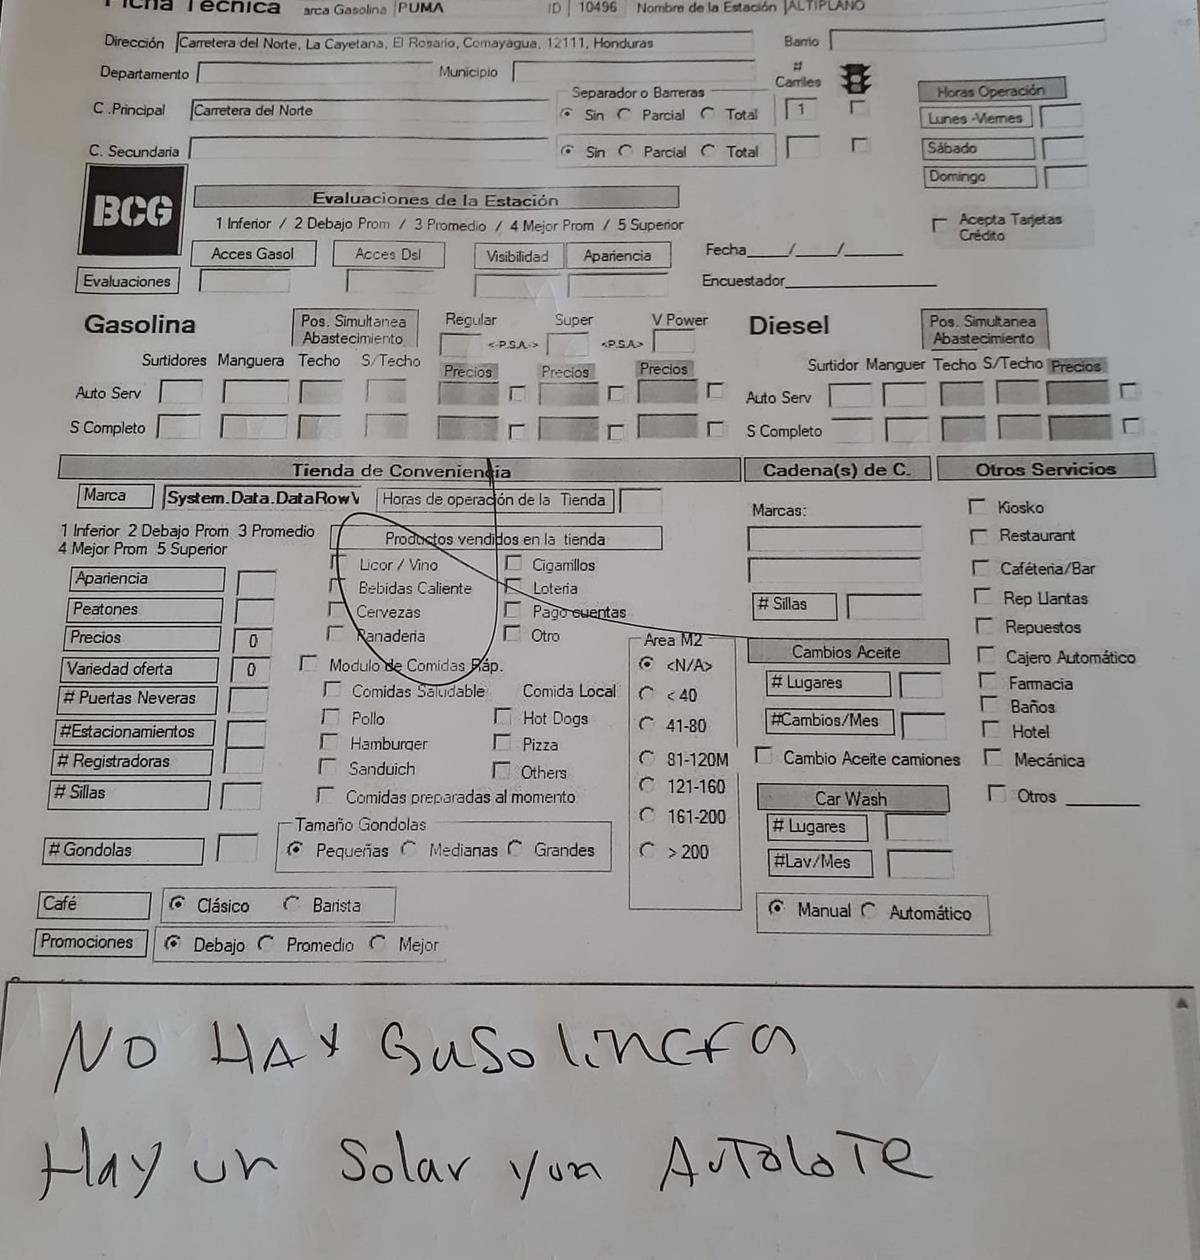 Ficha Técnica arca Gasolina PUMA ID 10496 Nombre de la Estación ALTIPLANO
Dirección Carretera del Norte, La Cayetana, El Rosario, Comayagua, 12111, Honduras Barrio
Departamento Municipio # Carriles
C .Principal Carretera del Norte Separador o Barreras Sin Parcial Total 1
C. Secundaria Sin Parcial Total
Horas Operación
Lunes -Viernes
Sábado
Domingo
BCG
Evaluaciones de la Estación
1 Inferior / 2 Debajo Prom / 3 Promedio / 4 Mejor Prom / 5 Superior
Acepta Tarjetas Crédito
Acces Gasol Acces Dsl Visibilidad Apariencia Fecha____/____/____
Evaluaciones Encuestador____
Gasolina Pos. Simultanea Abastecimiento Regular Super V Power
<-P.S.A.-> <P.S.A>
Surtidores Manguera Techo S/Techo Precios Precios Precios
Auto Serv
S Completo
Diesel Pos. Simultanea Abastecimiento
Surtidor Manguer Techo S/Techo Precios
Auto Serv
S Completo
Tienda de Conveniencia Cadena(s) de C. Otros Servicios
Marca System.Data.DataRowV Horas de operación de la Tienda
1 Inferior 2 Debajo Prom 3 Promedio
4 Mejor Prom 5 Superior
Apariencia
Peatones
Precios 0
Variedad oferta 0
# Puertas Neveras
#Estacionamientos
# Registradoras
# Sillas
# Gondolas
Productos vendidos en la tienda
Licor / Vino Cigarrillos
Bebidas Caliente Loteria
Cervezas Pago cuentas
Panaderia Otro
Modulo de Comidas Ráp.
Comidas Saludable Comida Local
Pollo Hot Dogs
Hamburger Pizza
Sanduich Others
Comidas preparadas al momento
Tamaño Gondolas
Pequeñas Medianas Grandes
Area M2
<N/A>
< 40
41-80
81-120M
121-160
161-200
> 200
Marcas:
# Sillas
Cambios Aceite
# Lugares
#Cambios/Mes
Cambio Aceite camiones
Car Wash
# Lugares
#Lav/Mes
Manual Automático
Kiosko
Restaurant
Caféteria/Bar
Rep Llantas
Repuestos
Cajero Automático
Farmacia
Baños
Hotel
Mecánica
Otros ____
Café Clásico Barista
Promociones Debajo Promedio Mejor
NO HAY Gasolinera
Hay un Solar y un AuToloTe